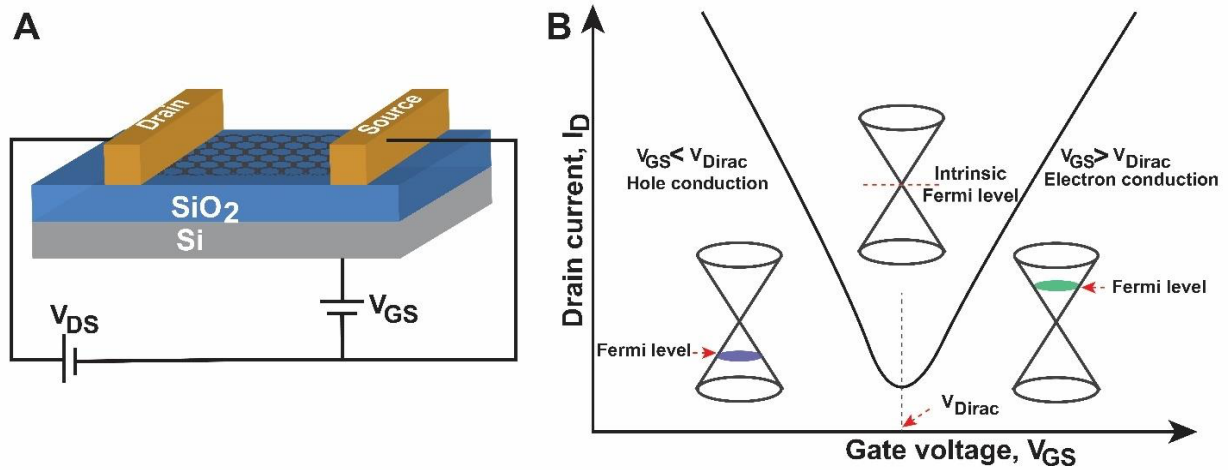 A
Drain
Source
SiO2
Si
VGS
VDS
B
Drain current, ID
VGS< VDirac
Hole conduction
Intrinsic
Fermi level
VGS> VDirac
Electron conduction
Fermi level
Fermi level
VDirac
Gate voltage, VGS